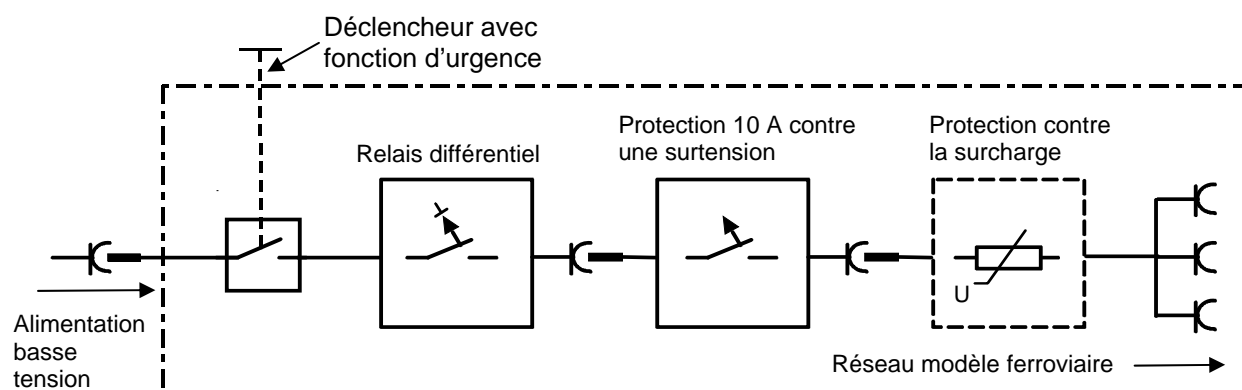 Déclencheur avec
fonction d'urgence
Protection 10 A contre
une surtension
Protection contre
la surcharge
Relais différentiel
U
Alimentation
basse
tension
Réseau modèle ferroviaire